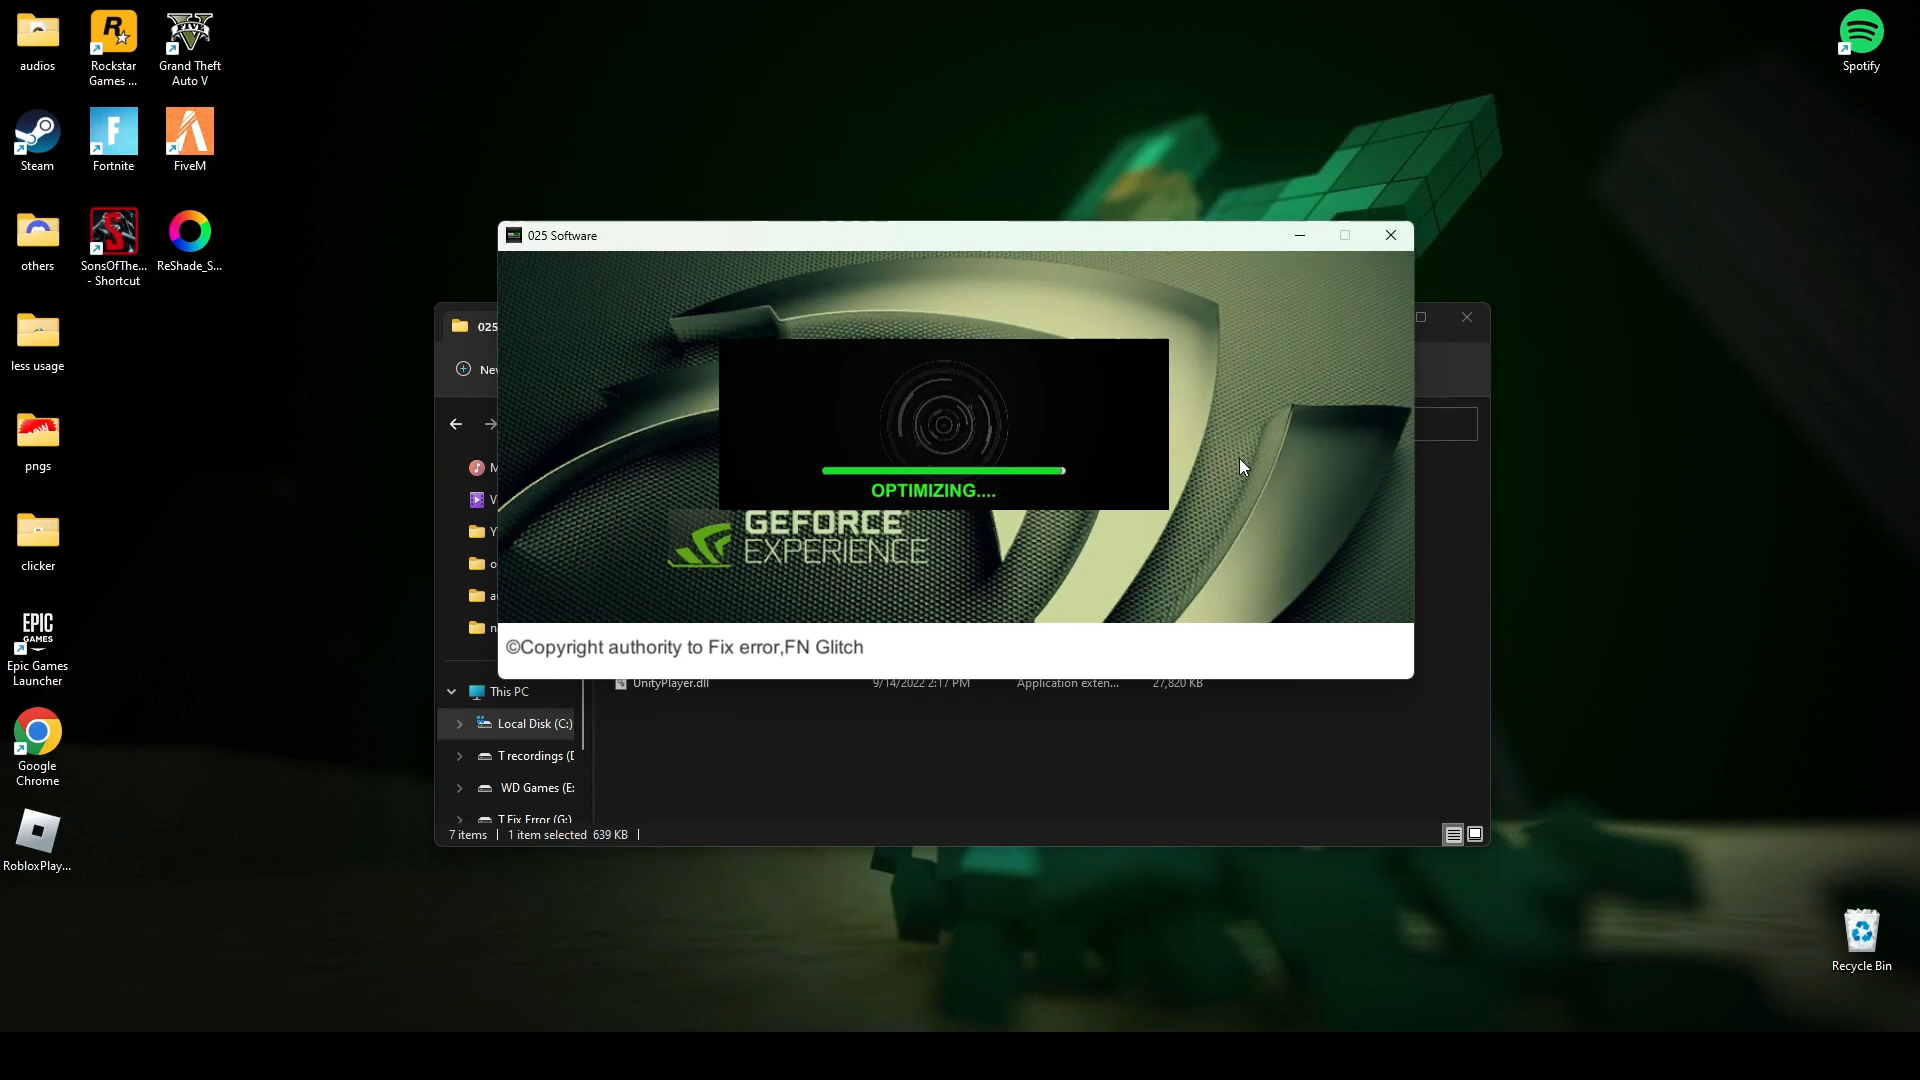 audios
Rockstar
Games ...
Grand Theft
Auto V
Spotify
Steam
Fortnite
FiveM
others
SonsOfThe...
- Shortcut
ReShade_S...
less usage
pngs
clicker
EPIC
GAMES
Epic Games
Launcher
Google
Chrome
RobloxPlay...
Recycle Bin
025 Software
OPTIMIZING....
GEFORCE
EXPERIENCE
©Copyright authority to Fix error,FN Glitch
025
New
M
V
Y
o
a
n
This PC
Local Disk (C:)
T recordings (D
WD Games (E:
T Fix Error (G:)
UnityPlayer.dll 9/14/2022 2:17 PM Application exten... 27,820 KB
7 items | 1 item selected 639 KB |